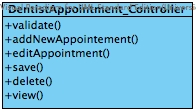 DentistAppointment_Controller
+validate()
+addNewAppointement()
+editAppointment()
+save()
+delete()
+view()